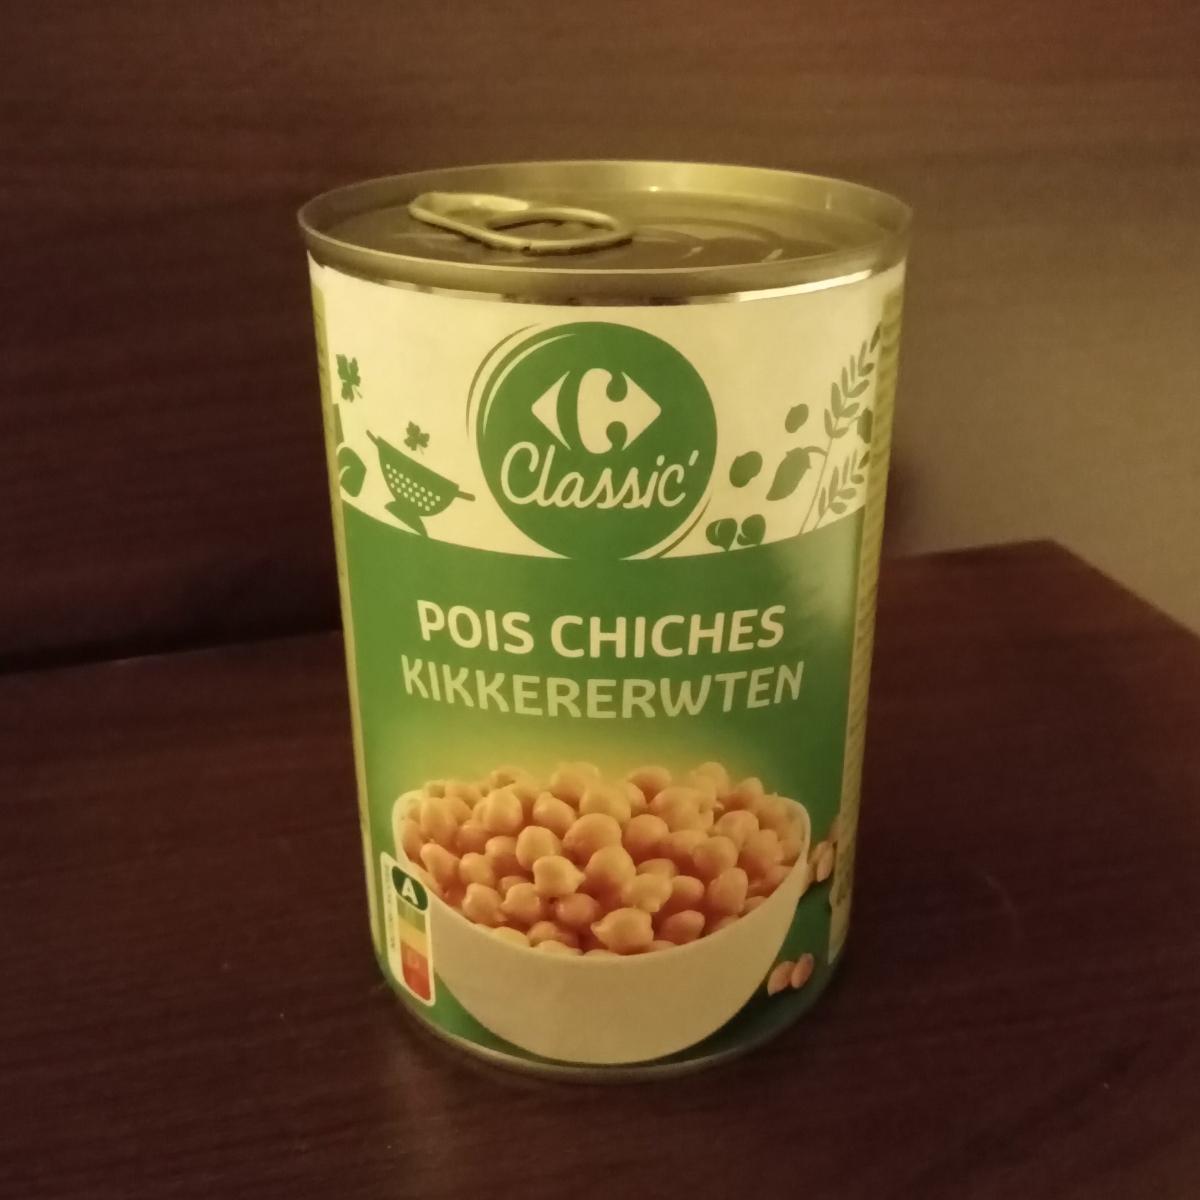 Classic'
POIS CHICHES
KIKKERERWTEN
A